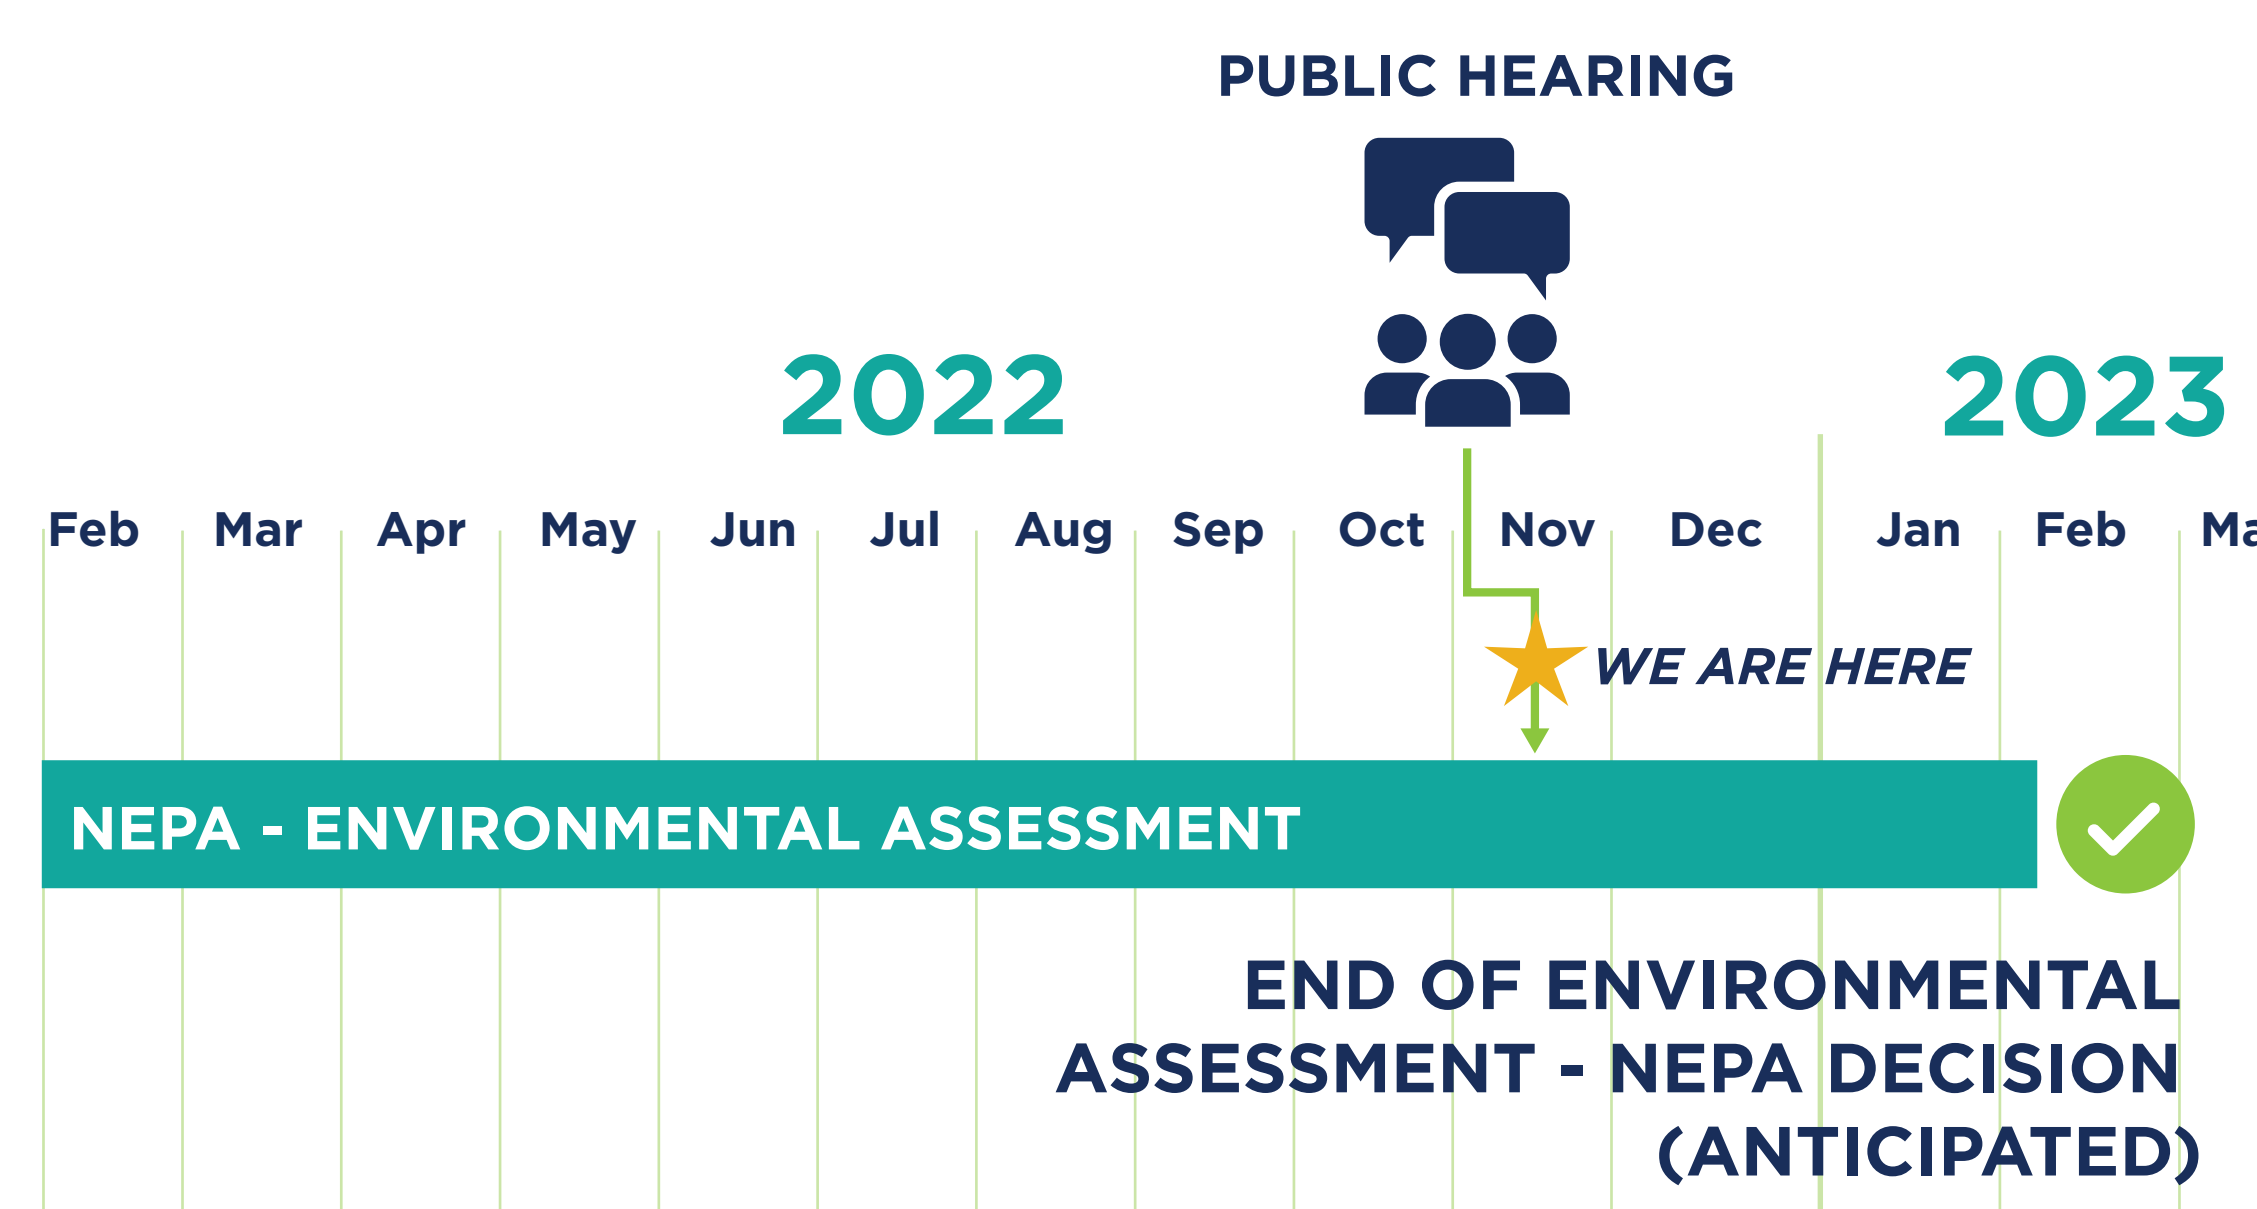 PUBLIC HEARING
2022 2023
Feb Mar Apr May Jun Jul Aug Sep Oct Nov Dec Jan Feb Ma
WE ARE HERE
NEPA - ENVIRONMENTAL ASSESSMENT
END OF ENVIRONMENTAL
ASSESSMENT - NEPA DECISION
(ANTICIPATED)